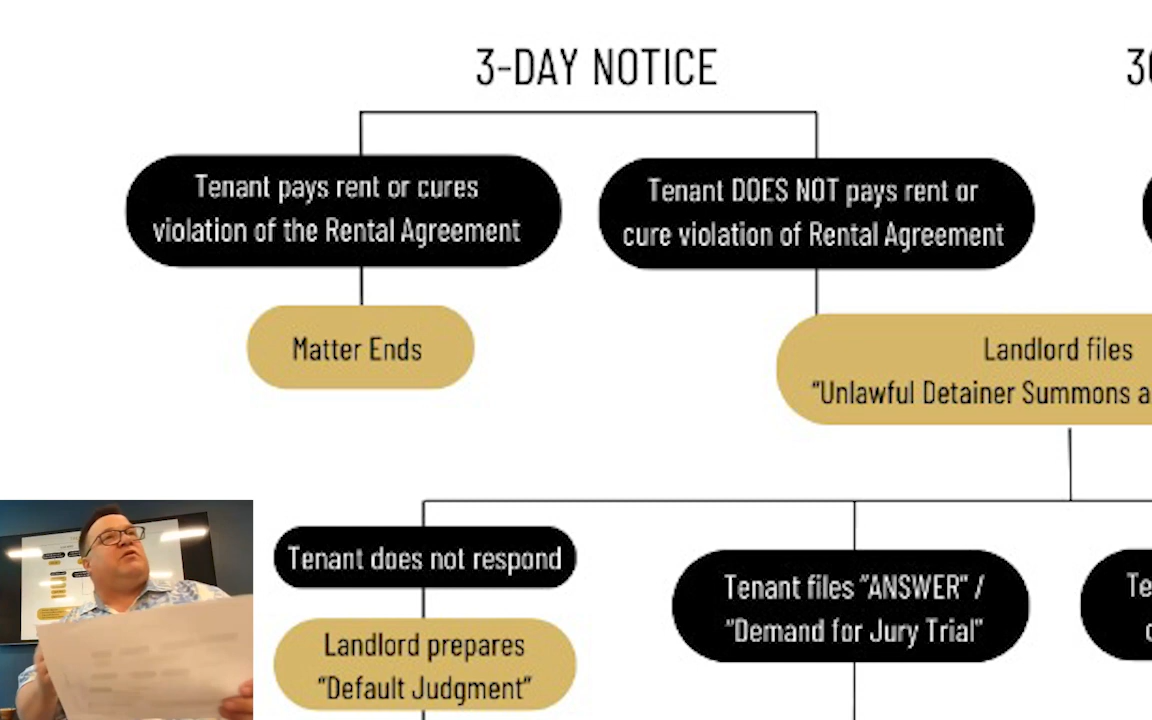 3-DAY NOTICE
Tenant pays rent or cures
violation of the Rental Agreement
Tenant DOES NOT pays rent or
cure violation of Rental Agreement
Matter Ends
Landlord files
“Unlawful Detainer Summons
Tenant does not respond
Landlord prepares
“Default Judgment”
Tenant files “ANSWER” /
“Demand for Jury Trial”